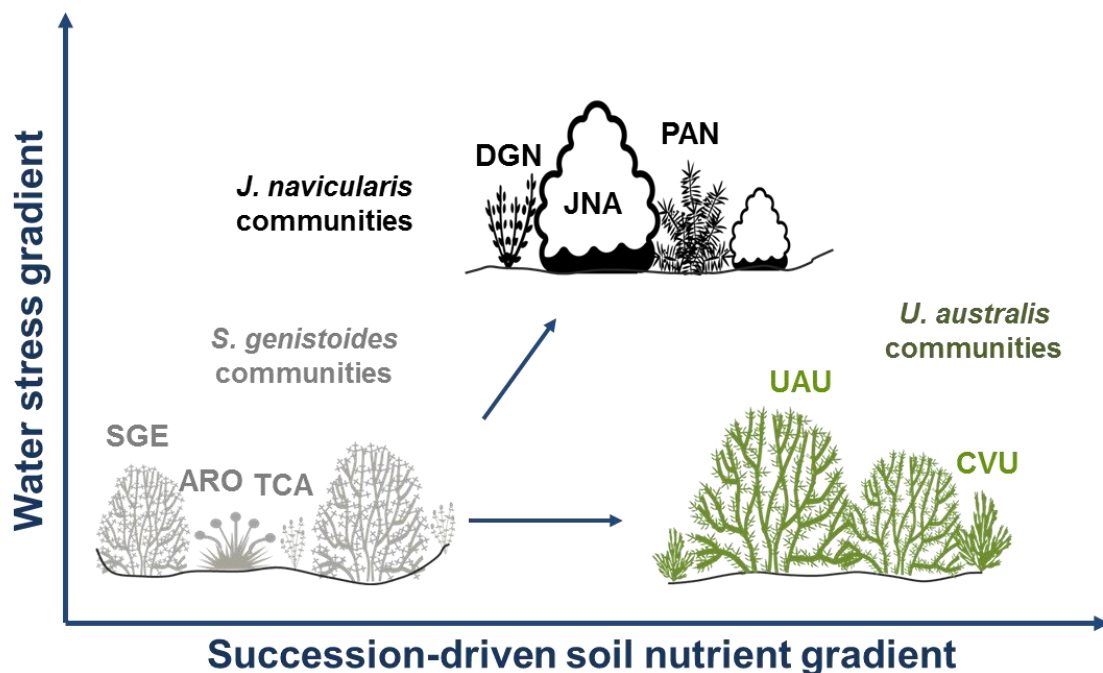 Water stress gradient
DGN
PAN
JNA
J. navicularis
communities
S. genistoides
communities
U. australis
communities
UAU
SGE
ARO
TCA
CVU
Succession-driven soil nutrient gradient